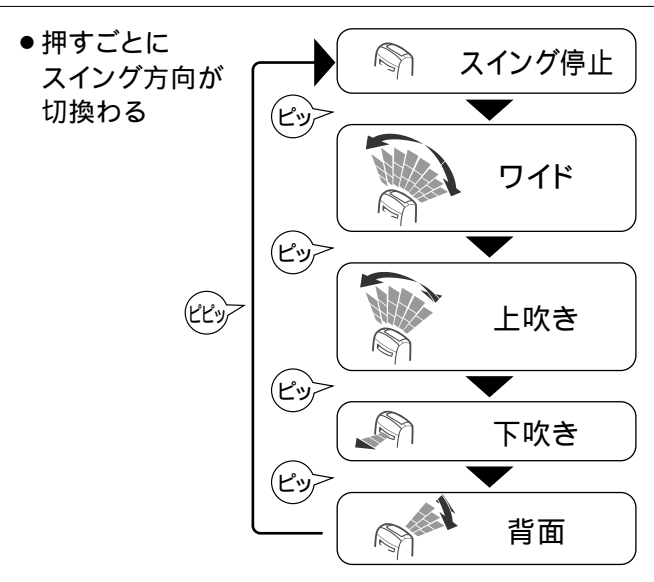 ● 押すごとに
スイング方向が
切換わる
スイング停止
ピッ
ワイド
ピッ
ピピッ
上吹き
ピッ
下吹き
ピッ
背面